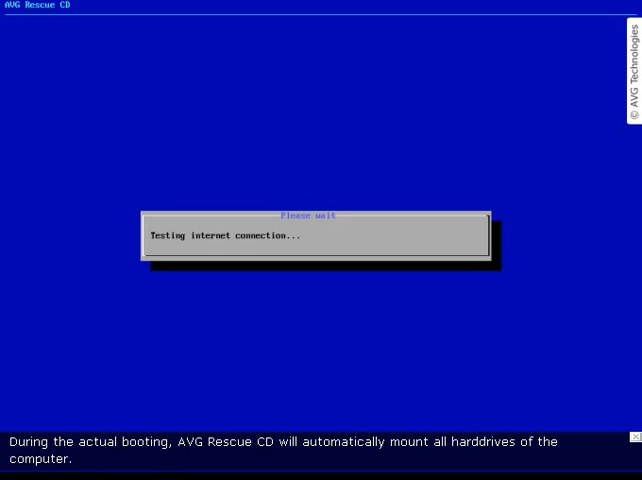 AVG Rescue CD
© AVG Technologies
Please wait
Testing internet connection...
During the actual booting, AVG Rescue CD will automatically mount all harddrives of the
computer.